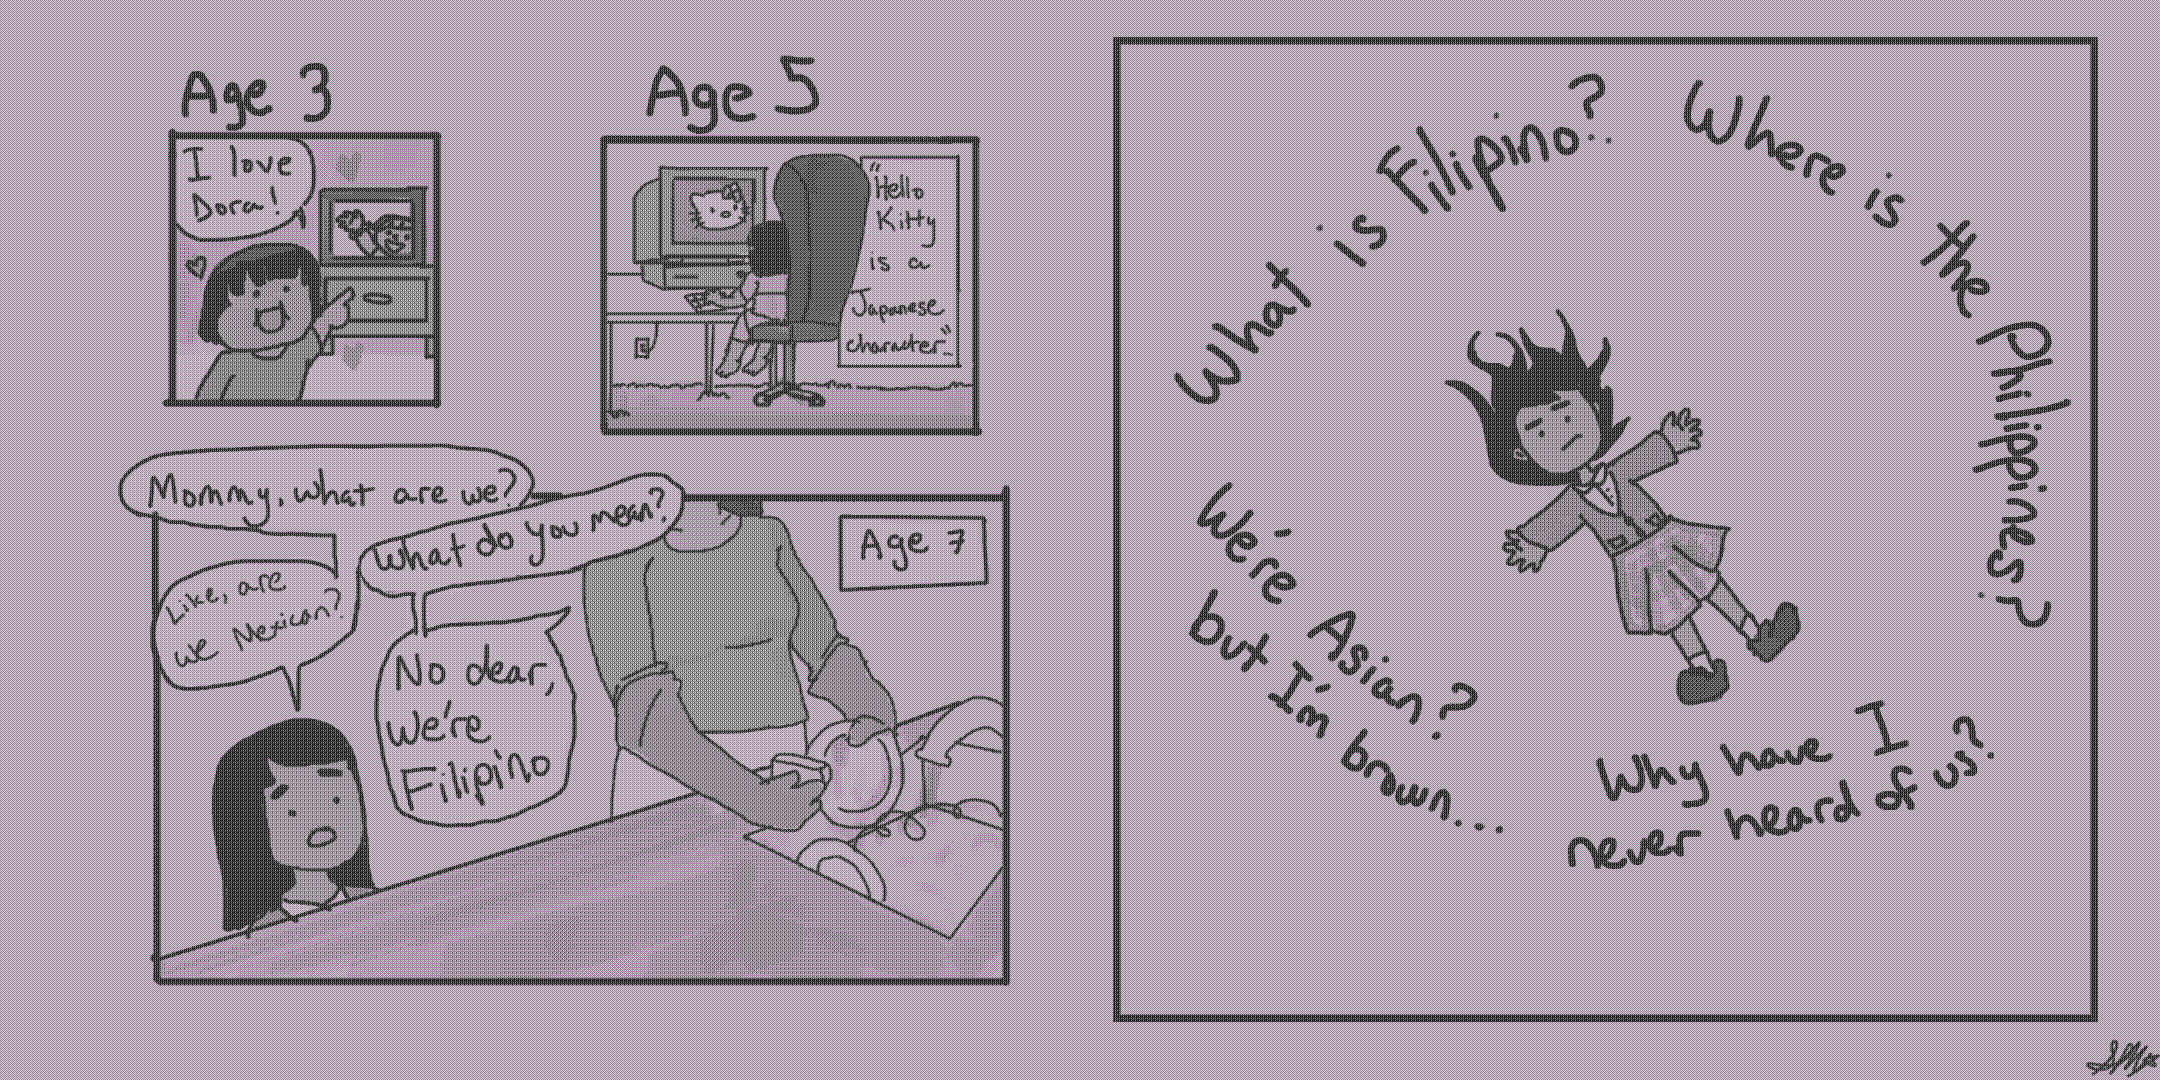 Age 3
I love
Dora!
Age 5
"Hello
Kitty
is a
Japanese
character..."
Mommy, what are we?
What do you mean?
Age 7
Like, are
we Mexican?
No dear,
We're
Filipino
What is Filipino?
Where is the Philippines?
We're Asian?
but I'm brown...
Why have I
never heard of us?